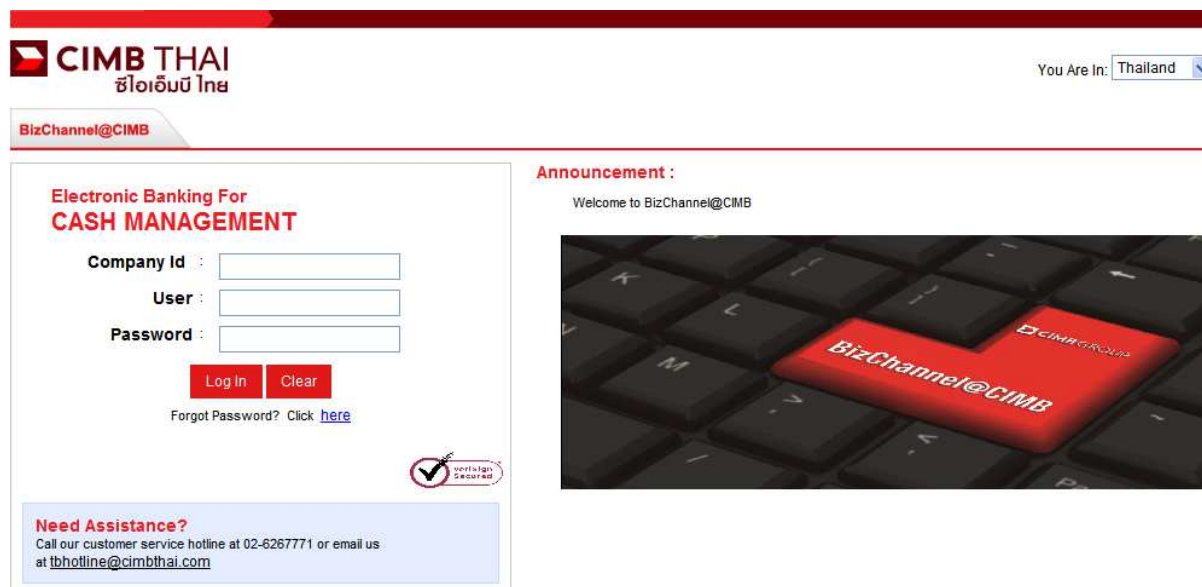 CIMB THAI
ซีไอเอ็มบี ไทย
You Are In: Thailand
BizChannel@CIMB
Electronic Banking For
CASH MANAGEMENT
Company Id :
User :
Password :
Log In Clear
Forgot Password? Click here
verisign
Secured
Need Assistance?
Call our customer service hotline at 02-6267771 or email us
at tbhotline@cimbthai.com
Announcement :
Welcome to BizChannel@CIMB
K
L
M
CIMBGROUP
BizChannel@CIMB